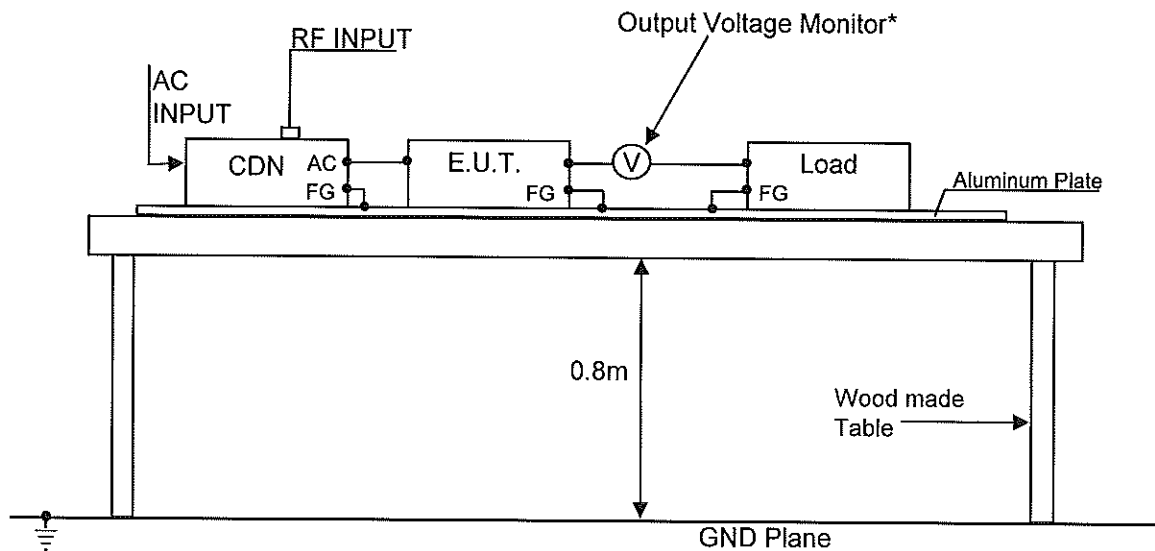 Output Voltage Monitor*
RF INPUT
AC
INPUT
CDN
AC
FG
E.U.T.
FG
V
Load
FG
Aluminum Plate
0.8m
Wood made
Table
GND Plane